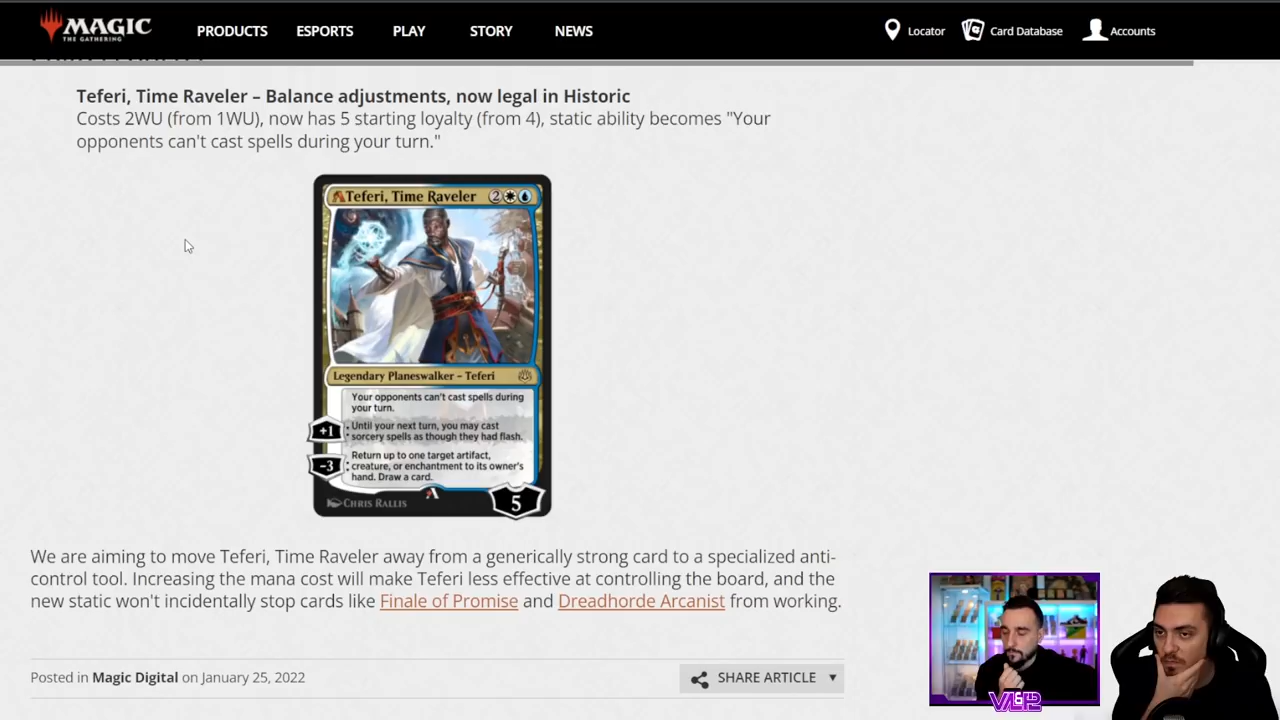 MAGIC
THE GATHERING
PRODUCTS ESPORTS PLAY STORY NEWS
Locator Card Database Accounts
Teferi, Time Raveler – Balance adjustments, now legal in Historic
Costs 2WU (from 1WU), now has 5 starting loyalty (from 4), static ability becomes "Your
opponents can't cast spells during your turn."
Teferi, Time Raveler 2
Legendary Planeswalker – Teferi
Your opponents can't cast spells during
your turn.
+1 : Until your next turn, you may cast
sorcery spells as though they had flash.
-3 : Return up to one target artifact,
creature, or enchantment to its owner's
hand. Draw a card.
CHRIS RALLIS
5
We are aiming to move Teferi, Time Raveler away from a generically strong card to a specialized anti-
control tool. Increasing the mana cost will make Teferi less effective at controlling the board, and the
new static won't incidentally stop cards like Finale of Promise and Dreadhorde Arcanist from working.
Posted in Magic Digital on January 25, 2022
SHARE ARTICLE